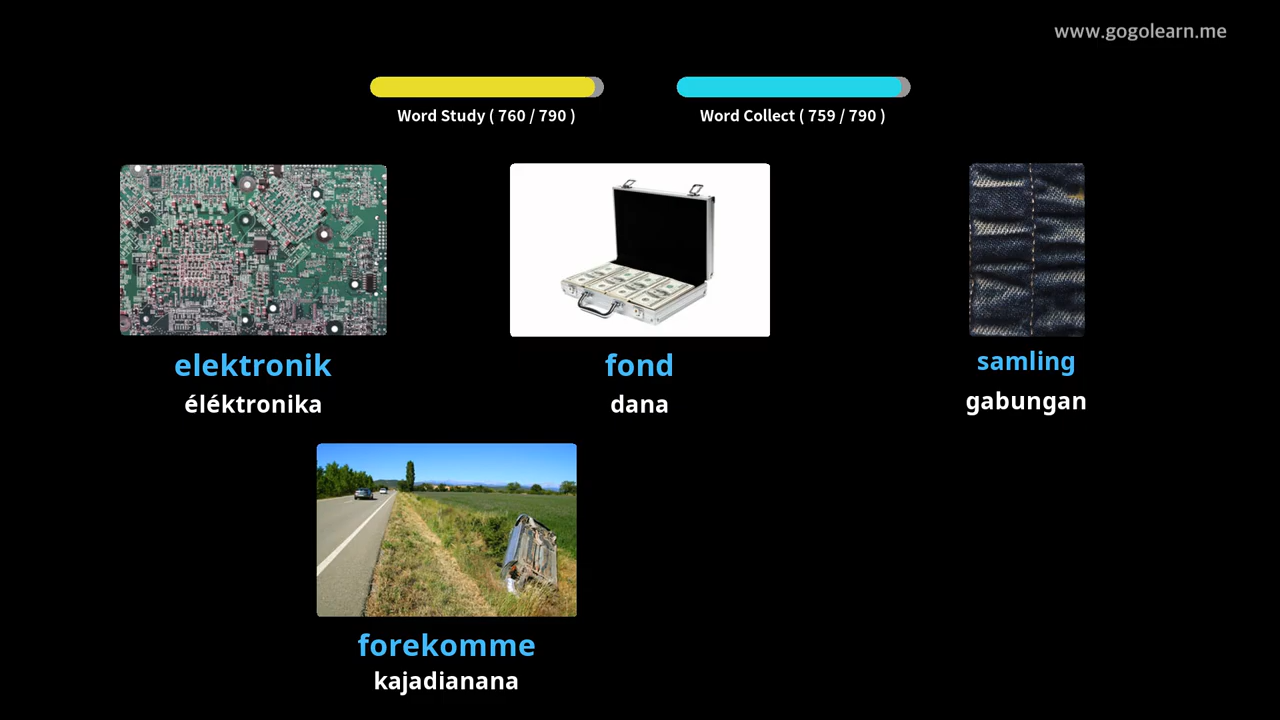 www.gogolearn.me
Word Study ( 760 / 790 )
Word Collect ( 759 / 790 )
elektronik
éléktronika
fond
dana
samling
gabungan
forekomme
kajadianana